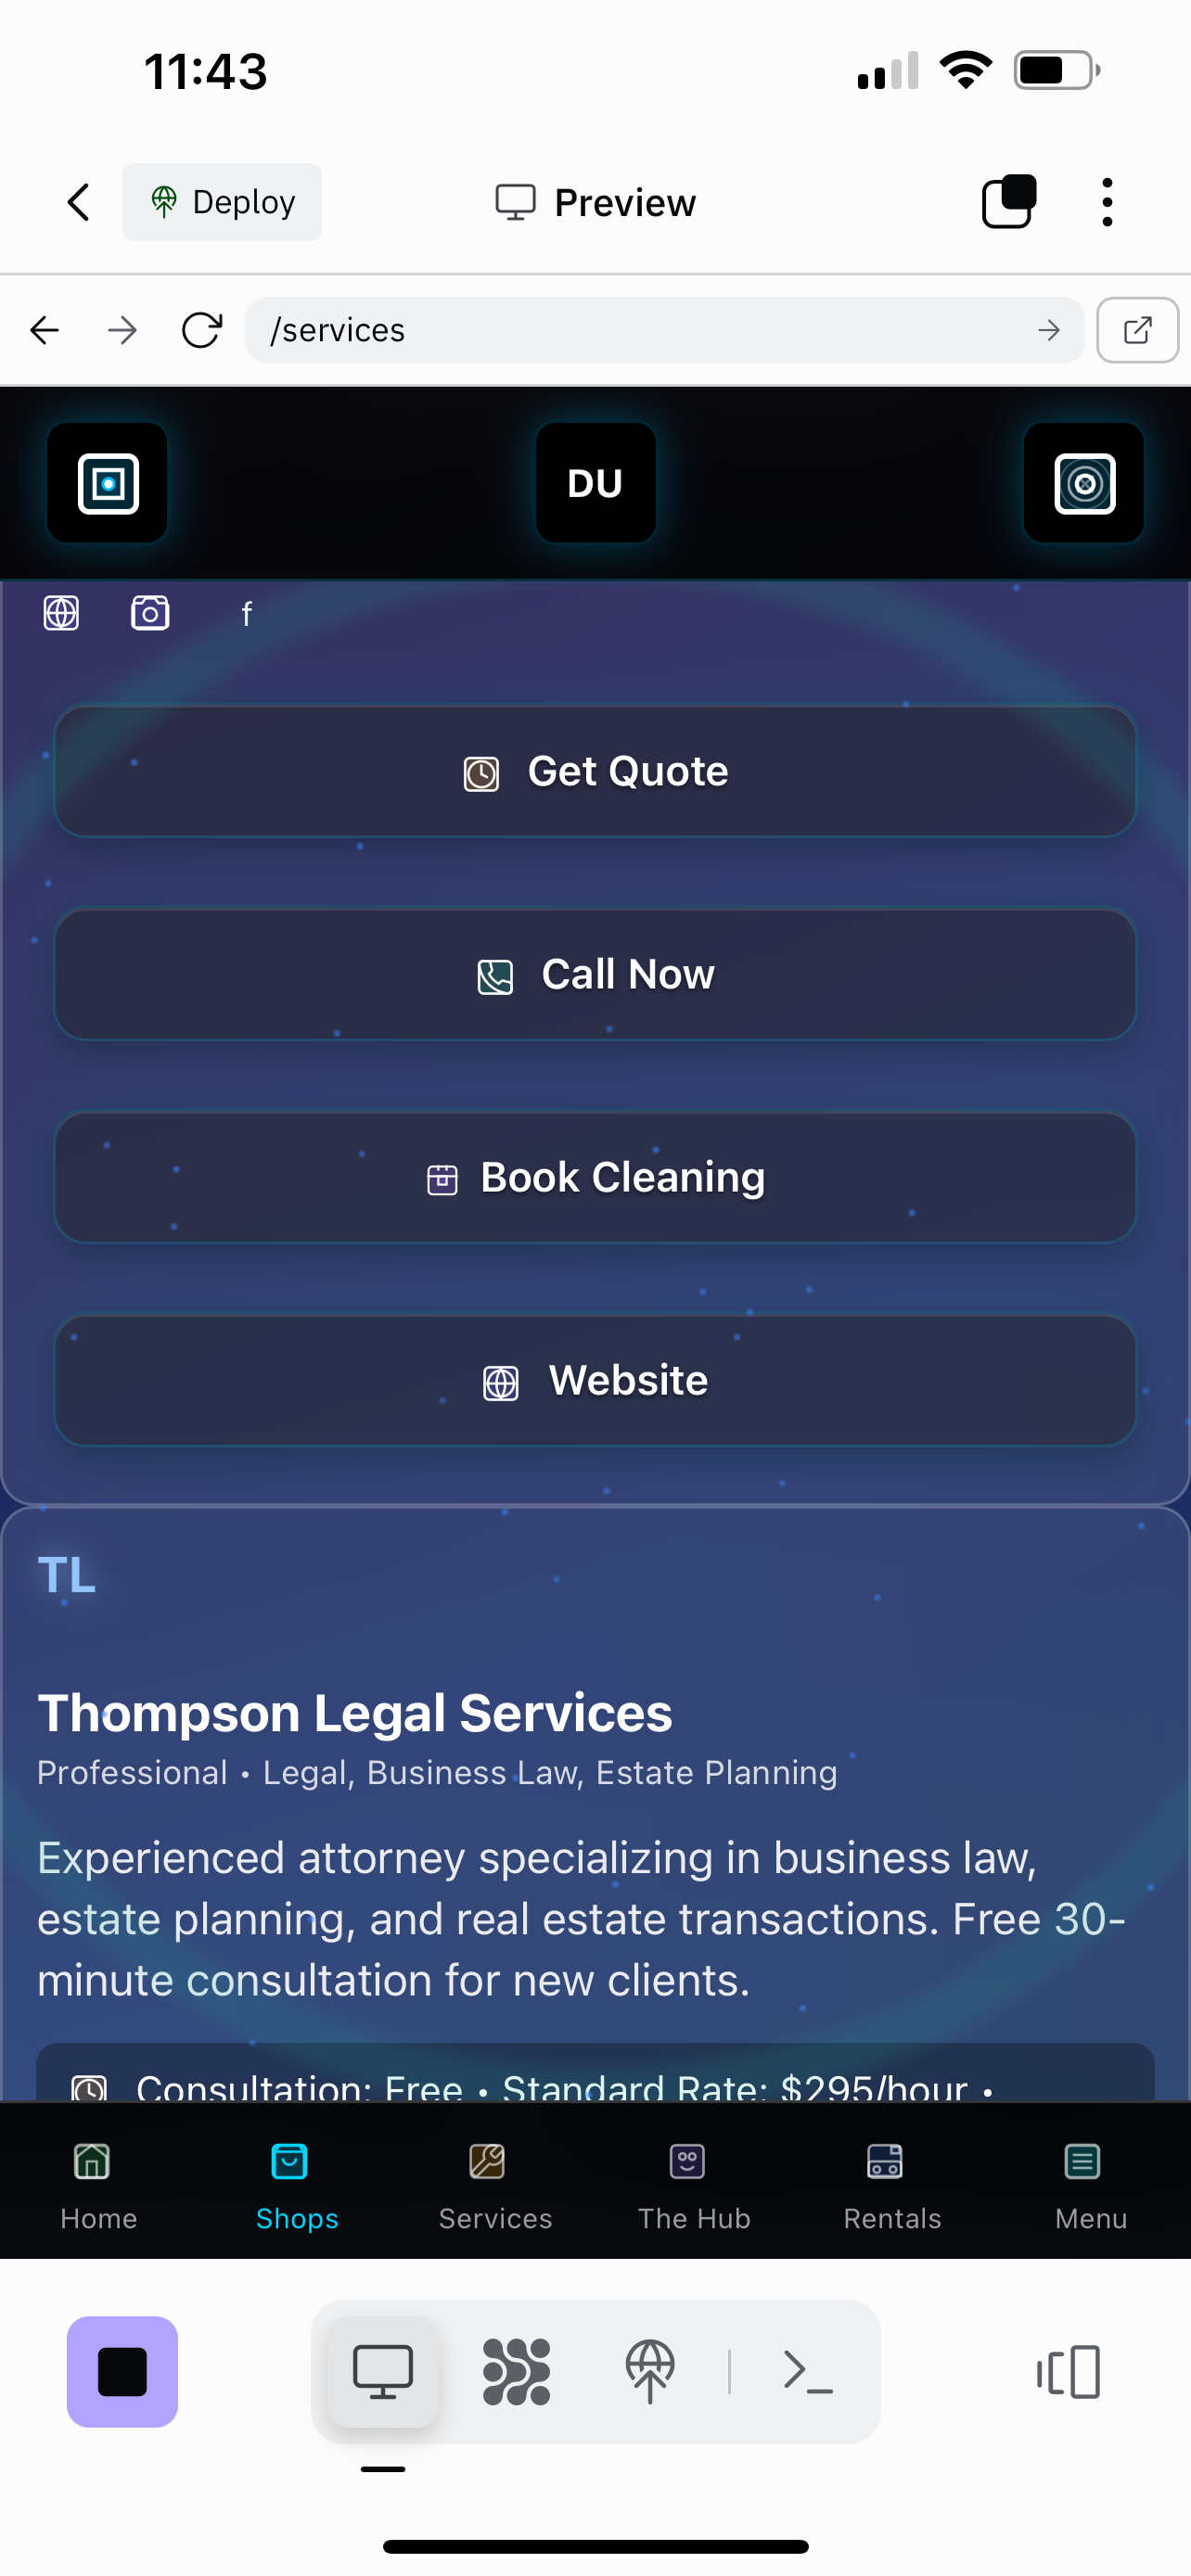 11:43
Deploy
Preview
/services
DU
f
Get Quote
Call Now
Book Cleaning
Website
TL
Thompson Legal Services
Professional • Legal, Business Law, Estate Planning
Experienced attorney specializing in business law,
estate planning, and real estate transactions. Free 30-
minute consultation for new clients.
Consultation: Free • Standard Rate: $295/hour •
Home
Shops
Services
The Hub
Rentals
Menu